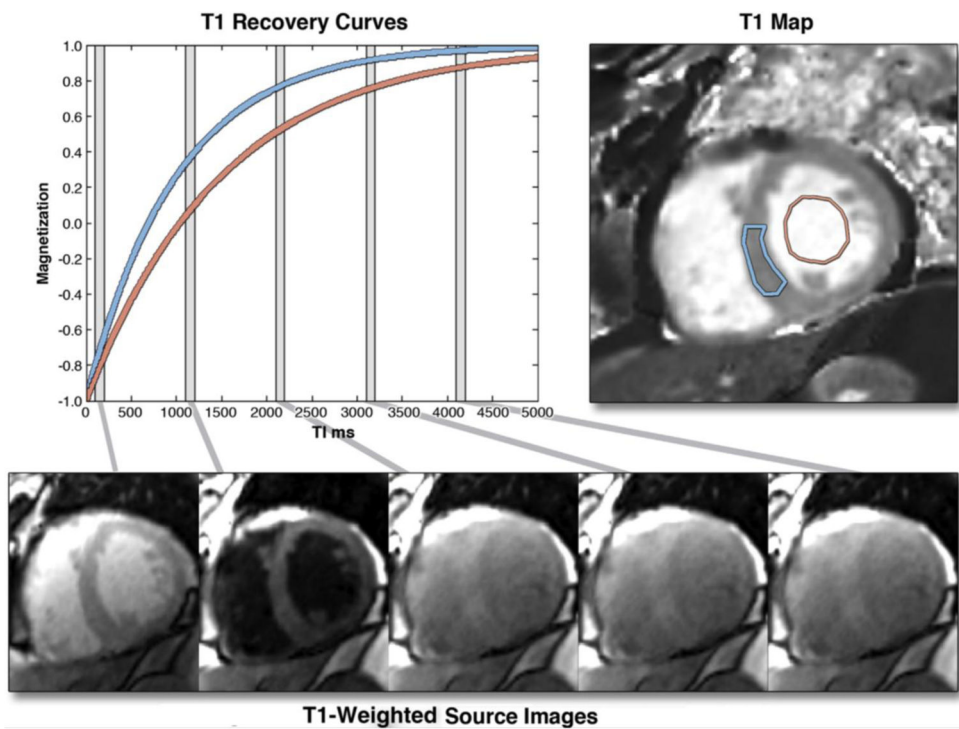 T1 Recovery Curves
T1 Map
1.0
0.8
0.6
0.4
0.2
0.0
-0.2
-0.4
-0.6
-0.8
-1.0
Magnetization
0 500 1000 1500 2000 2500 3000 3500 4000 4500 5000
TI ms
T1-Weighted Source Images